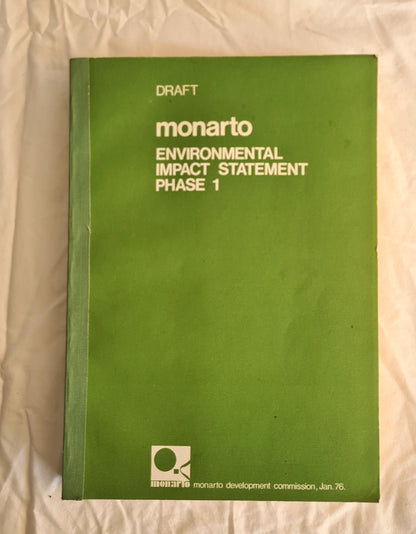 DRAFT
monarto
ENVIRONMENTAL
IMPACT STATEMENT
PHASE 1
monarto monarto development commission, Jan. 76.